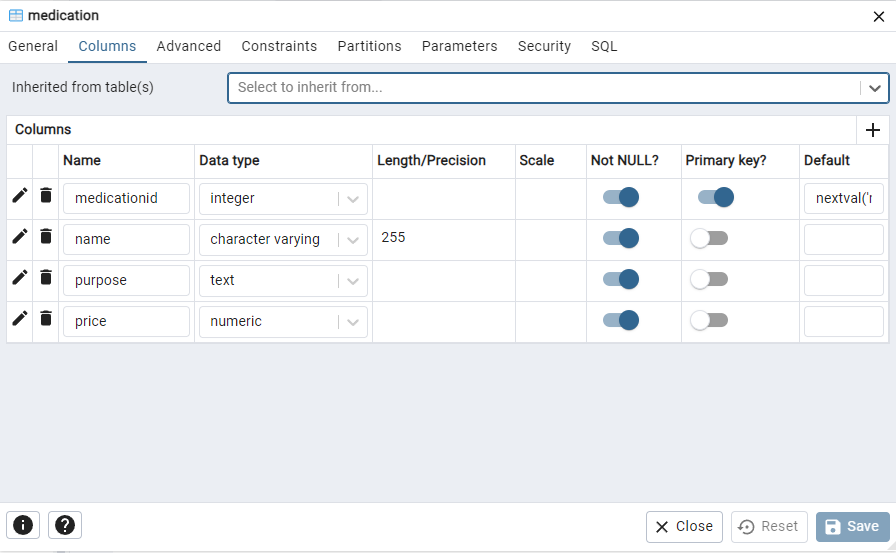 medication
General Columns Advanced Constraints Partitions Parameters Security SQL
Inherited from table(s) Select to inherit from...
Columns
Name Data type Length/Precision Scale Not NULL? Primary key? Default
medicationid integer nextval('r
name character varying 255
purpose text
price numeric
Close Reset Save